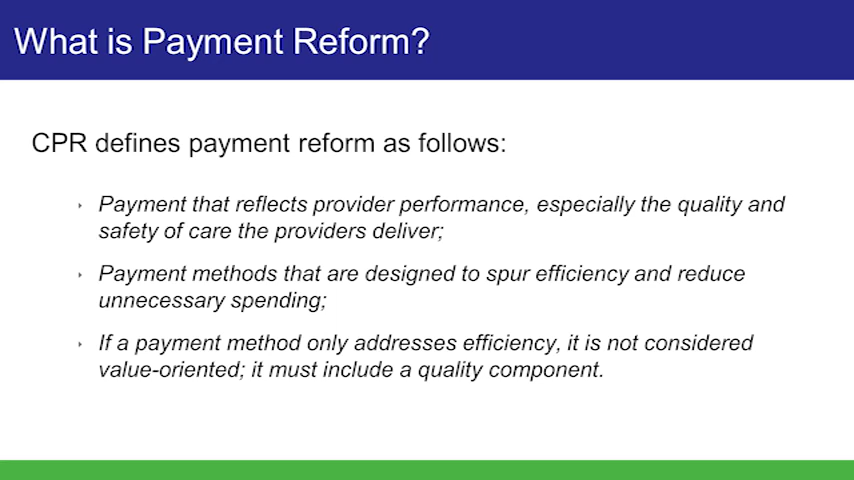 What is Payment Reform?
CPR defines payment reform as follows:
Payment that reflects provider performance, especially the quality and
safety of care the providers deliver;
Payment methods that are designed to spur efficiency and reduce
unnecessary spending;
If a payment method only addresses efficiency, it is not considered
value-oriented; it must include a quality component.